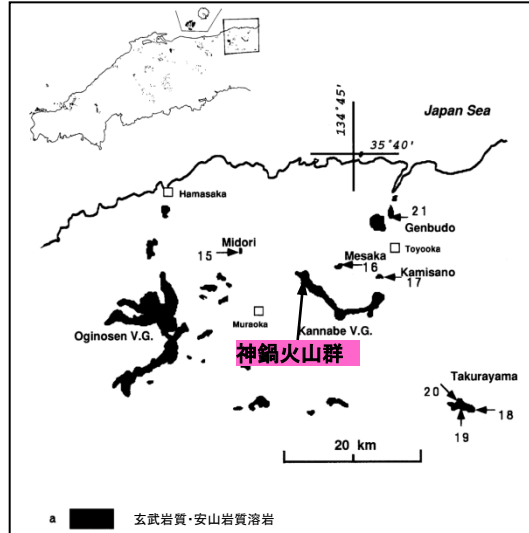 Japan Sea
134°45'
35°40'
Hamasaka
21
Genbudo
Toyooka
Midori
15
Mesaka
16
Kamisano
17
Oginosen V.G.
Muraoka
Kannabe V.G.
神鍋火山群
Takurayama
20
18
19
20 km
a
玄武岩質・安山岩質溶岩